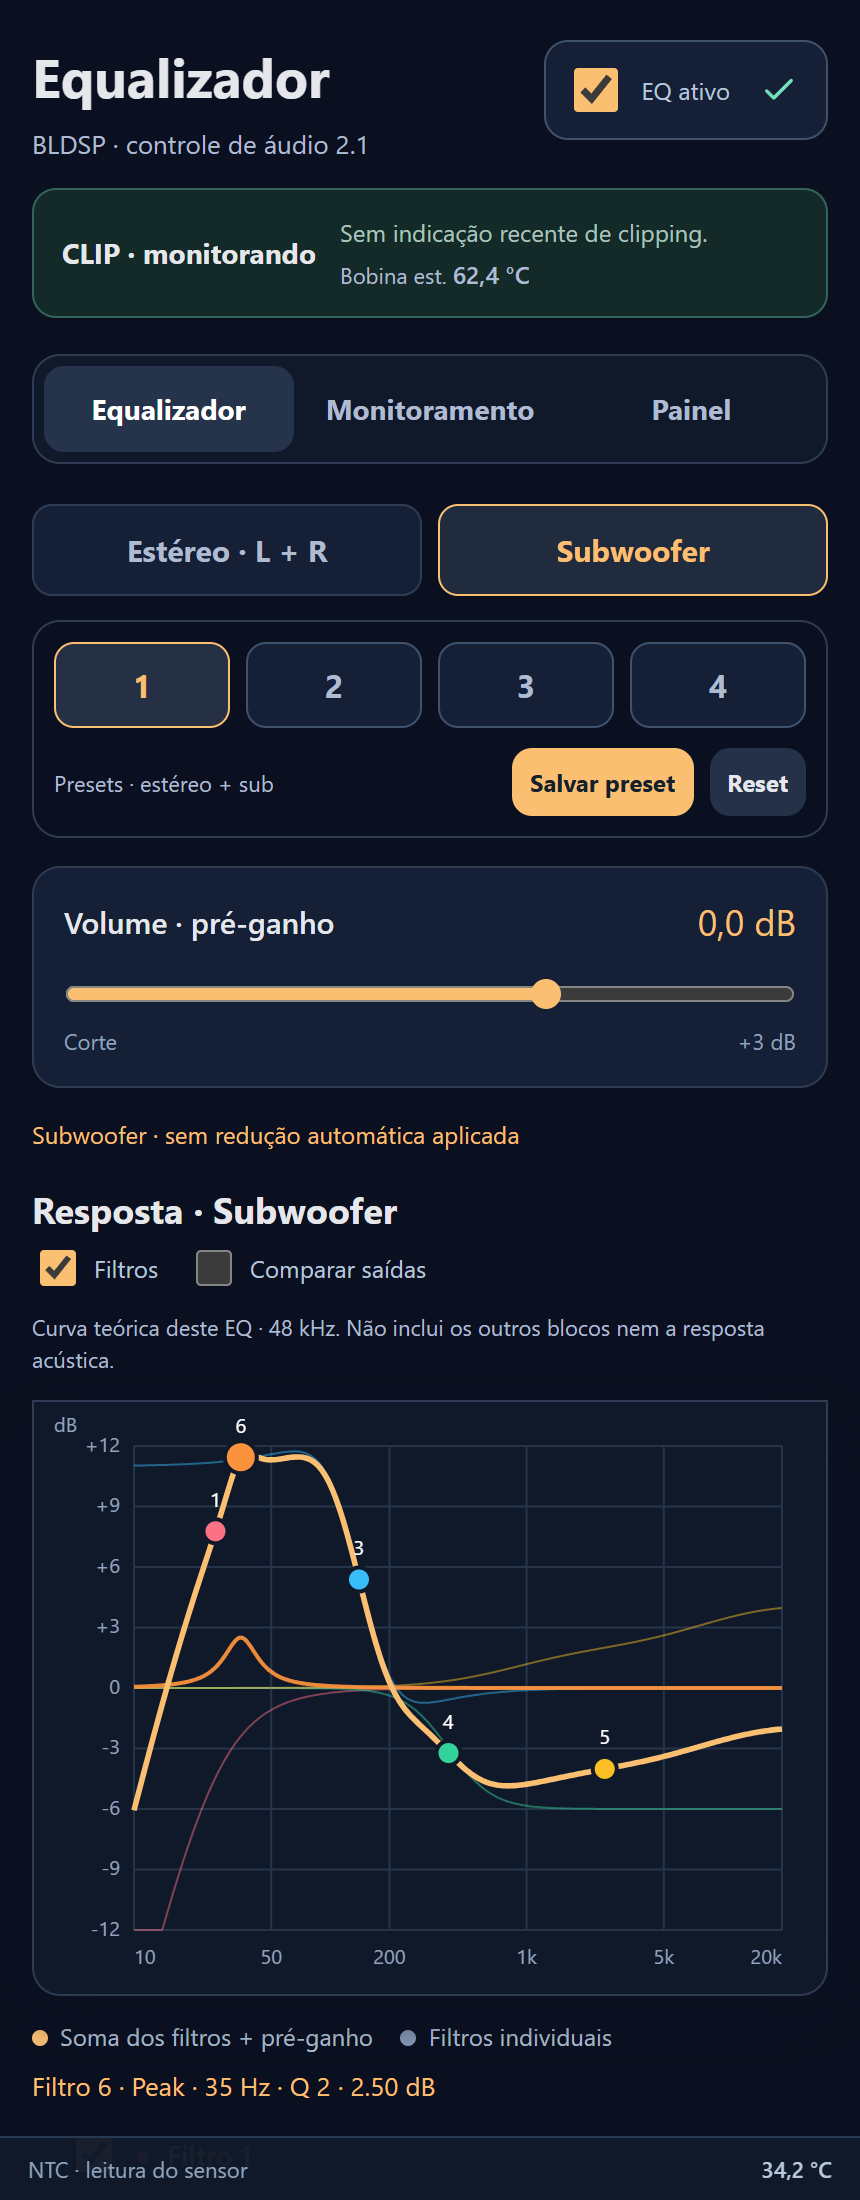 Equalizador
EQ ativo
BLDSP · controle de áudio 2.1
CLIP · monitorando
Sem indicação recente de clipping.
Bobina est. 62,4 °C
Equalizador
Monitoramento
Painel
Estéreo · L + R
Subwoofer
1
2
3
4
Presets · estéreo + sub
Salvar preset
Reset
Volume · pré-ganho
0,0 dB
Corte
+3 dB
Subwoofer · sem redução automática aplicada
Resposta · Subwoofer
Filtros
Comparar saídas
Curva teórica deste EQ · 48 kHz. Não inclui os outros blocos nem a resposta
acústica.
dB
+12
+9
+6
+3
0
-3
-6
-9
-12
6
1
3
4
5
10
50
200
1k
5k
20k
Soma dos filtros + pré-ganho
Filtros individuais
Filtro 6 · Peak · 35 Hz · Q 2 · 2.50 dB
Filtro 1
NTC · leitura do sensor
34,2 °C